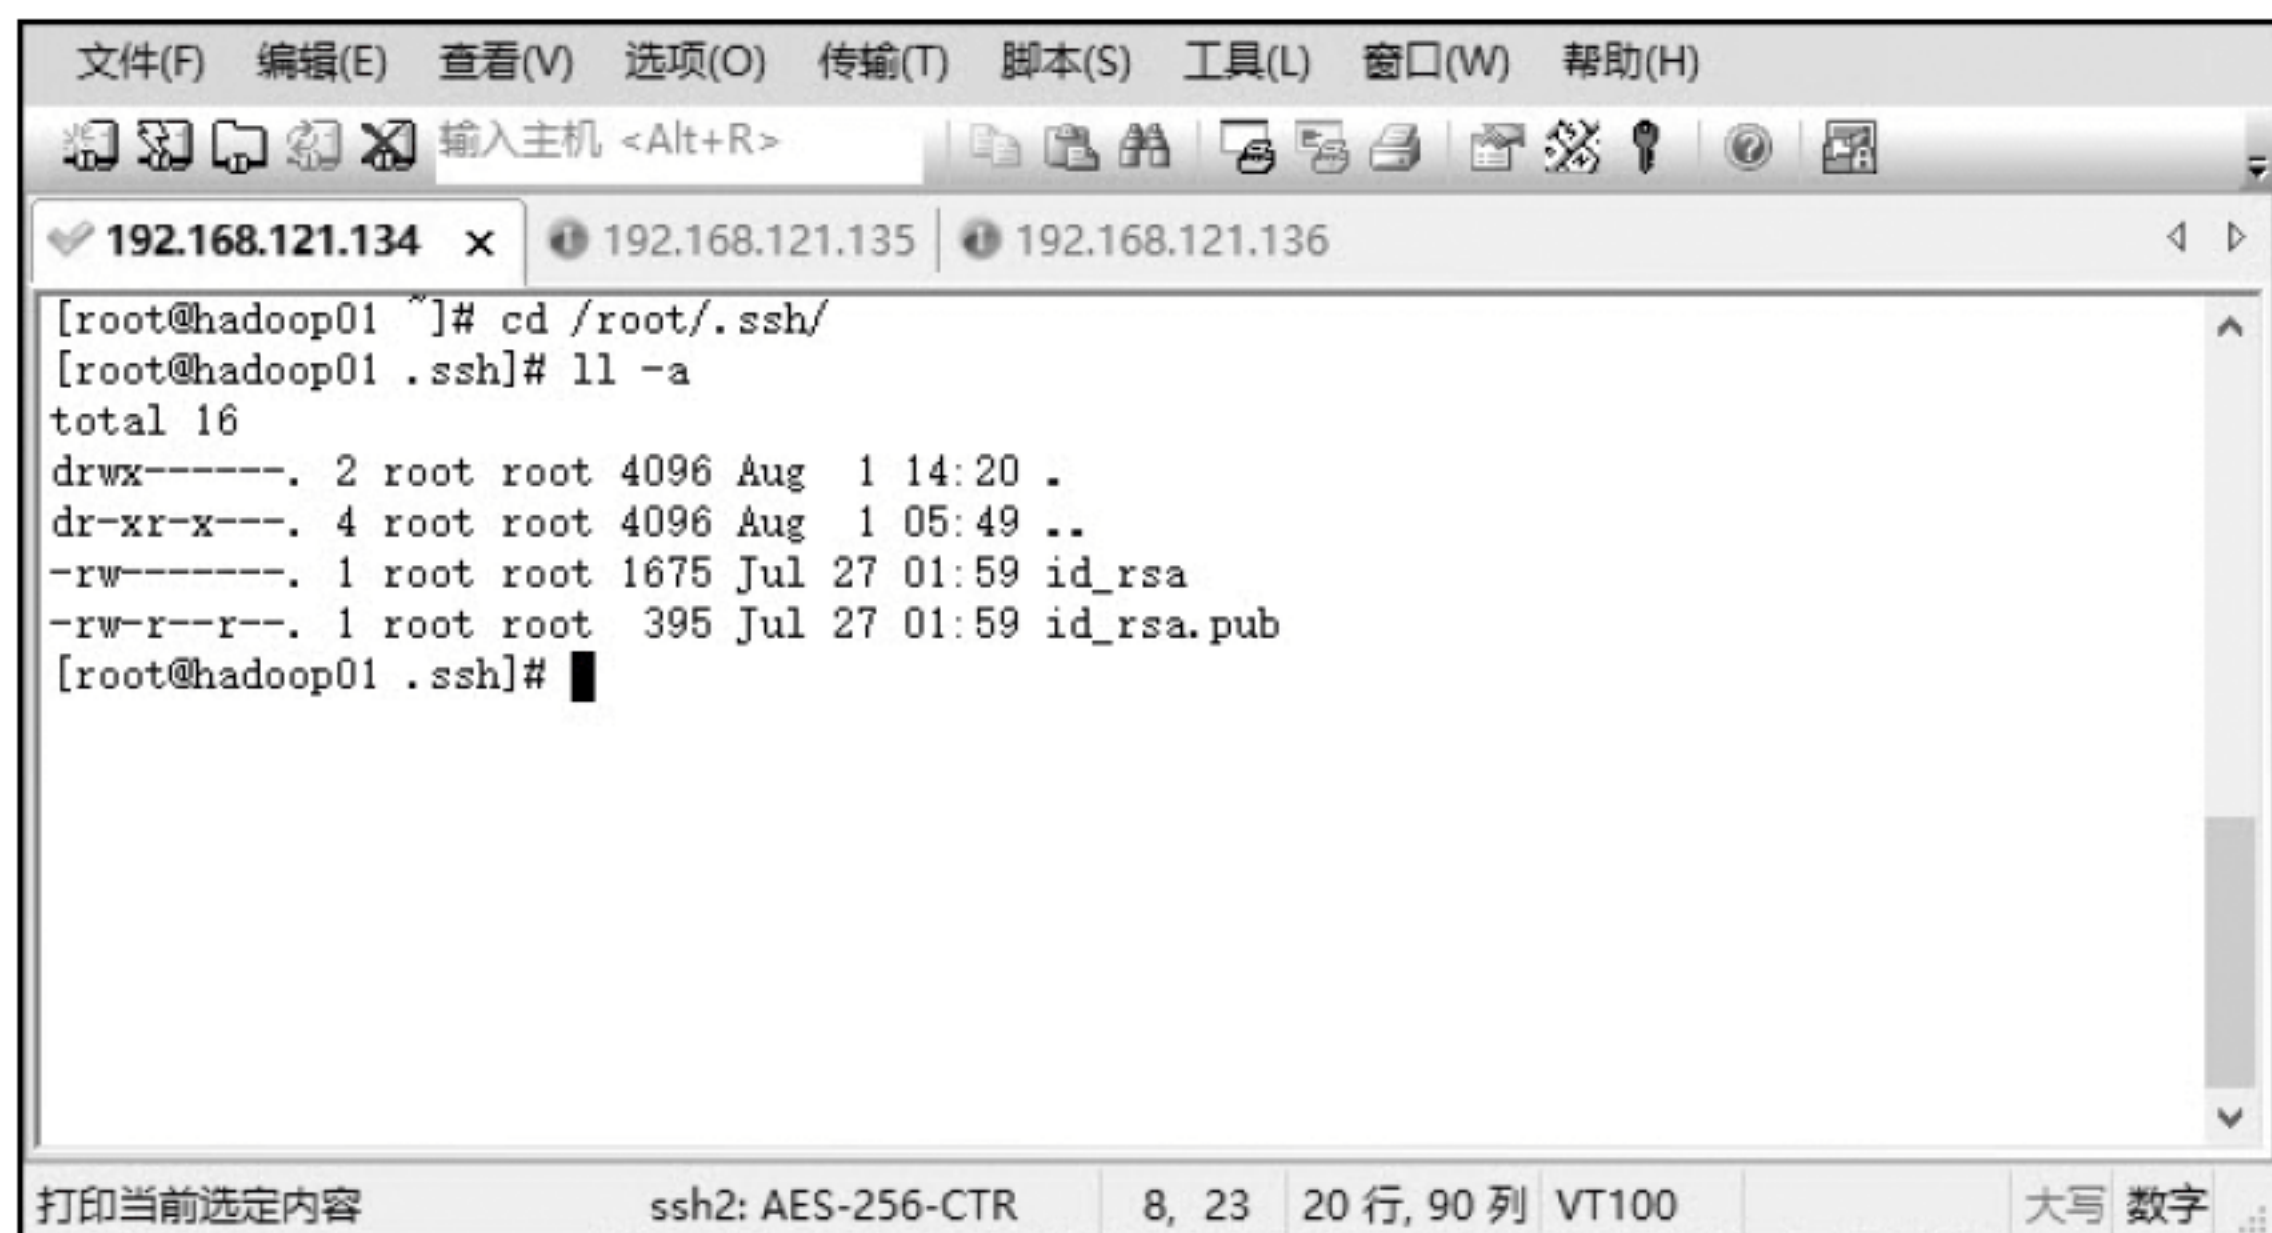 文件(F) 编辑(E) 查看(V) 选项(O) 传输(T) 脚本(S) 工具(L) 窗口(W) 帮助(H)
输入主机 <Alt+R>
192.168.121.134 x 192.168.121.135 192.168.121.136
[root@hadoop01 ~]# cd /root/.ssh/
[root@hadoop01 .ssh]# ll -a
total 16
drwx------. 2 root root 4096 Aug  1 14:20 .
dr-xr-x---. 4 root root 4096 Aug  1 05:49 ..
-rw-------. 1 root root 1675 Jul 27 01:59 id_rsa
-rw-r--r--. 1 root root  395 Jul 27 01:59 id_rsa.pub
[root@hadoop01 .ssh]#
打印当前选定内容 ssh2: AES-256-CTR 8, 23 20 行, 90 列 VT100 大写 数字